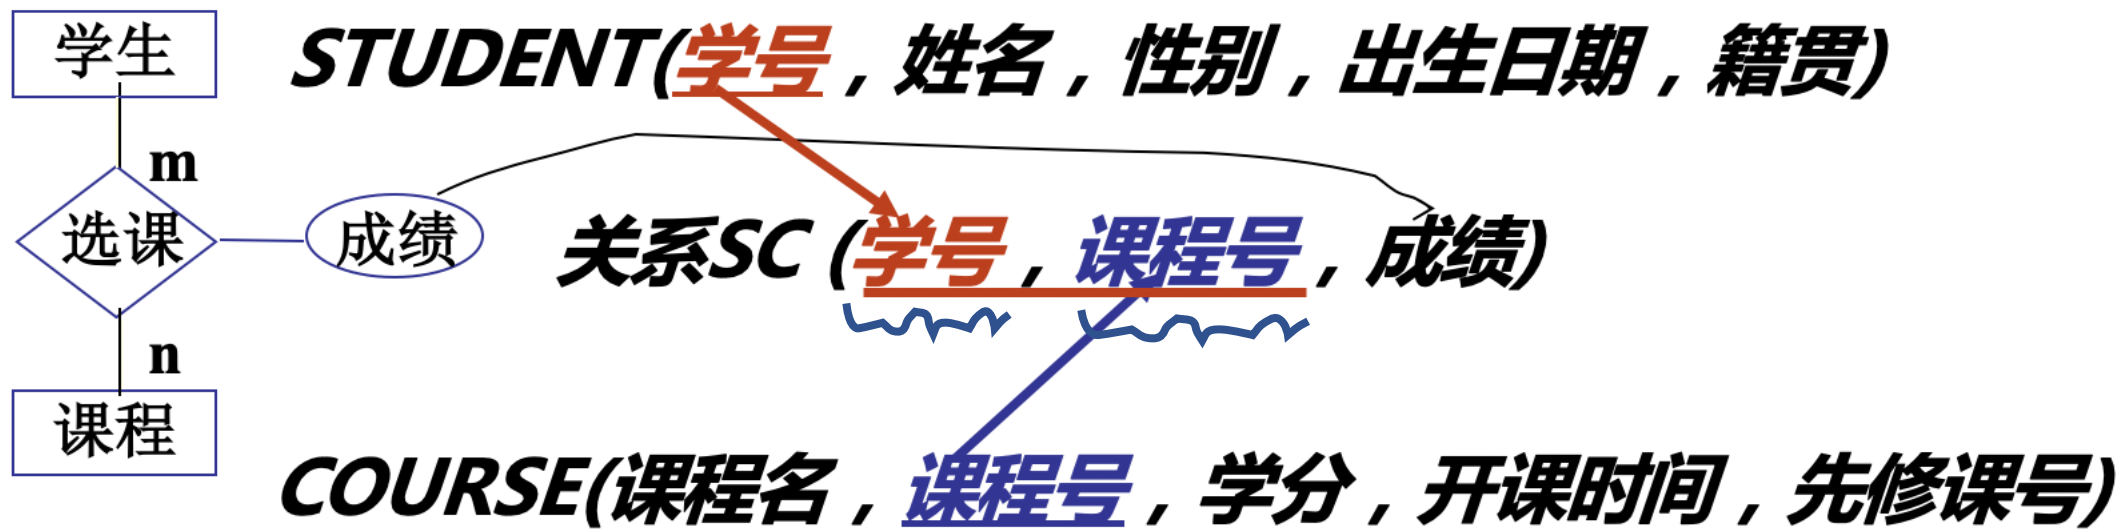 学生
STUDENT(学号，姓名，性别，出生日期，籍贯)
m
选课
成绩
关系SC (学号，课程号，成绩)
n
课程
COURSE(课程名，课程号，学分，开课时间，先修课号)